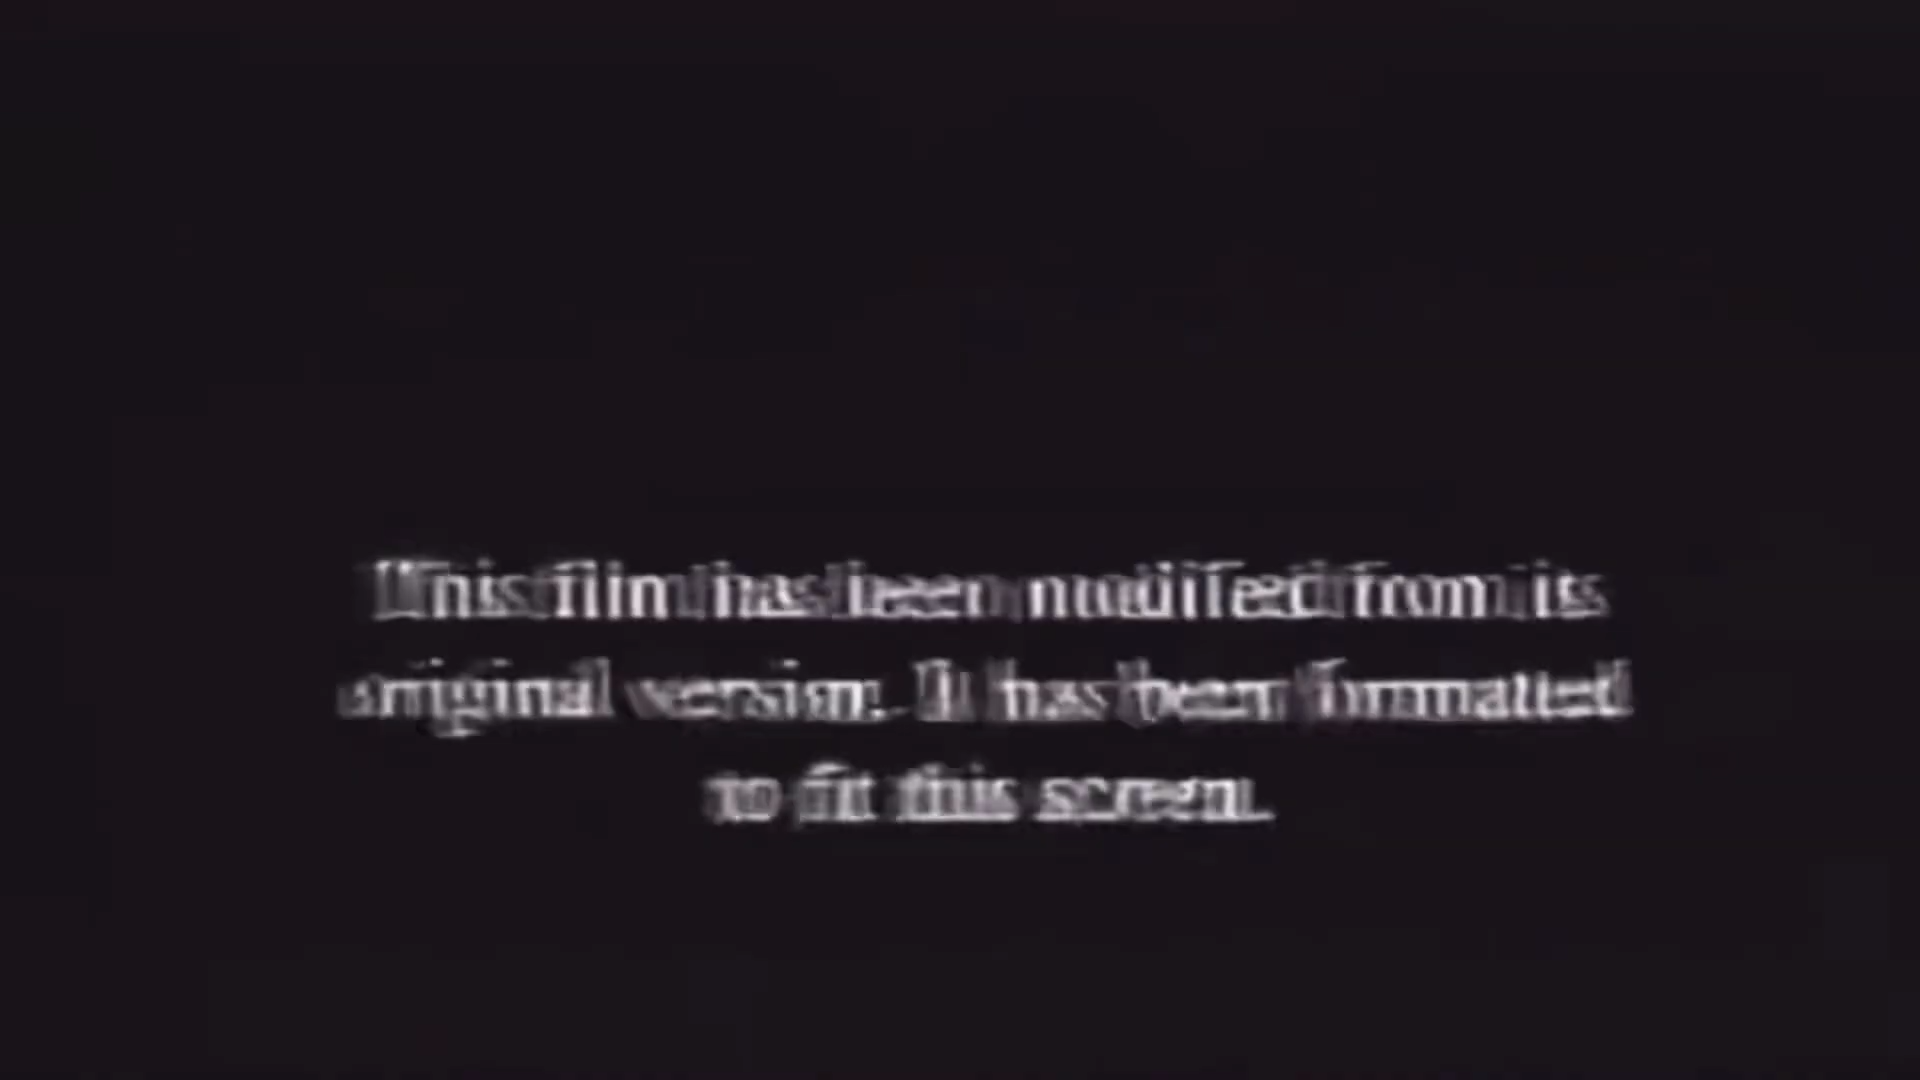 This film has been modified from its
original version. It has been formatted
to fit this screen.